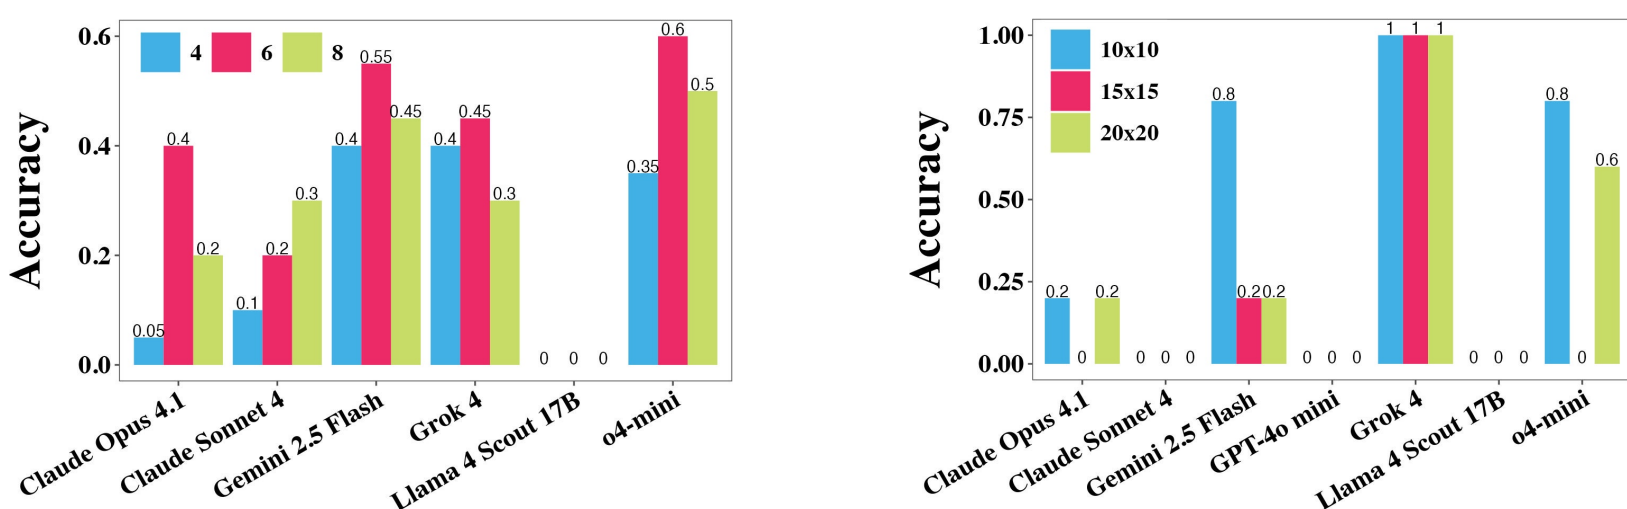 Accuracy
0.6
0.4
0.2
0.0
4 6 8
0.05 0.4 0.2
0.1 0.2 0.3
0.4 0.55 0.45
0.4 0.45 0.3
0 0 0
0.35 0.6 0.5
Claude Opus 4.1
Claude Sonnet 4
Gemini 2.5 Flash
Grok 4
Llama 4 Scout 17B
o4-mini
Accuracy
1.00
0.75
0.50
0.25
0.00
10x10
15x15
20x20
0.2 0 0.2
0 0 0
0.8 0.2 0.2
0 0 0
1 1 1
0 0 0
0.8 0 0.6
Claude Opus 4.1
Claude Sonnet 4
Gemini 2.5 Flash
GPT-4o mini
Grok 4
Llama 4 Scout 17B
o4-mini